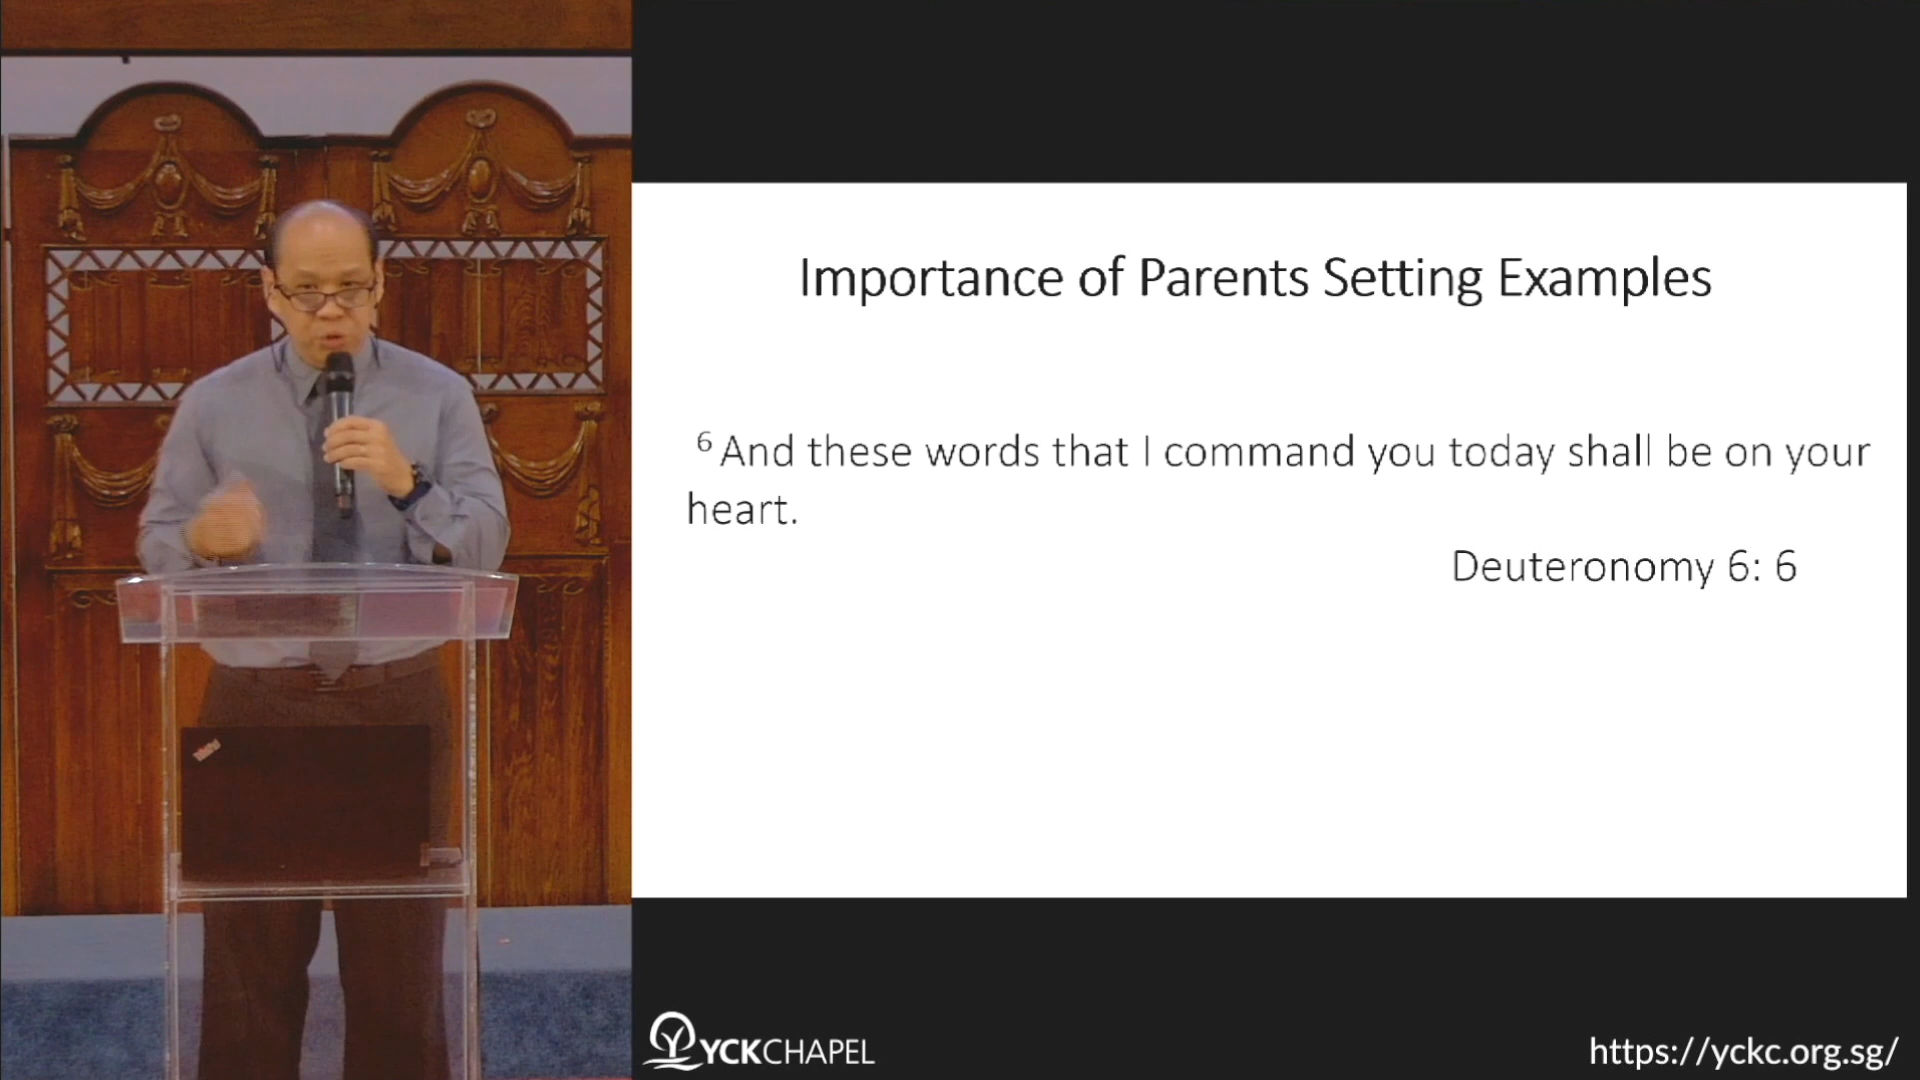 Importance of Parents Setting Examples
6 And these words that I command you today shall be on your
heart.
Deuteronomy 6: 6
YCKCHAPEL
https://yckc.org.sg/